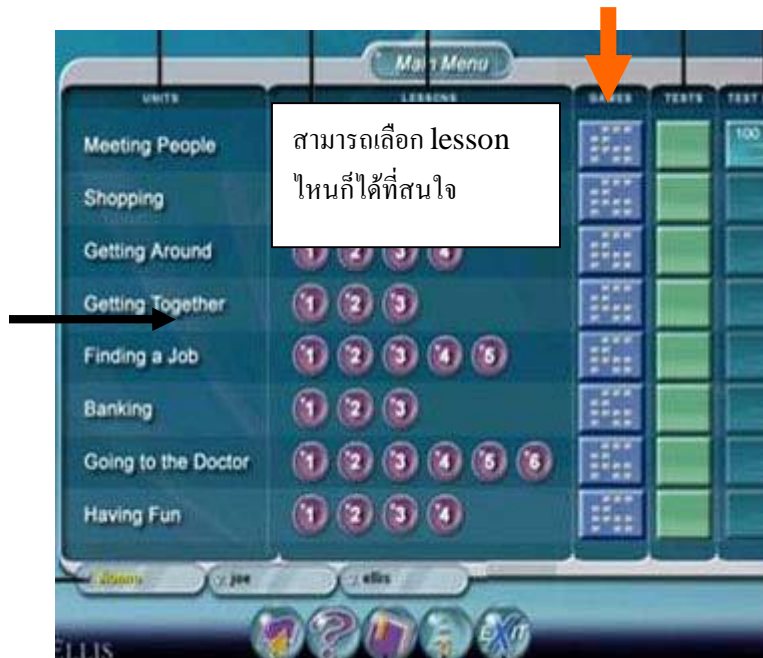 Main Menu
UNITS LESSONS GAMES TESTS TEST
Meeting People 100
สามารถเลือก lesson
ไหนก็ได้ที่สนใจ
Shopping
Getting Around 1 2 3 4
Getting Together 1 2 3
Finding a Job 1 2 3 4 5
Banking 1 2 3
Going to the Doctor 1 2 3 4 5 6
Having Fun 1 2 3 4
joe ellis
EXIT
ELLIS